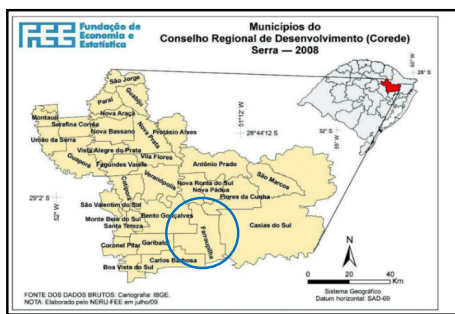 FEE Fundação de
Economia e
Estatística
Municípios do
Conselho Regional de
Desenvolvimento (Corede)
Serra — 2008
50° W
28° S
32° S
55° W
51°12'
28°44'12 S
29°2' S
52° W
São Jorge
Guabiju
Paraí
Nova Araçá
Montauri
Serafina Corrêa
Nova Bassano
Nova Prata
Protásio Alves
União da Serra
Vista Alegre do Prata
Guaporé
Fagundes Varela
Vila Flores
Antônio Prado
Cotiporã
Veranópolis
Nova Roma do Sul
Nova Pádua
São Marcos
Flores da Cunha
São Valentim do Sul
Bento Gonçalves
Monte Belo do Sul
Santa Tereza
Farroupilha
Caxias do Sul
Coronel Pilar
Garibaldi
Carlos Barbosa
Boa Vista do Sul
N
0 20 40
Km
Sistema Geográfico
Datum horizontal: SAD-69
FONTE DOS DADOS BRUTOS: Cartografia: IBGE.
NOTA: Elaborado pelo NERU-FEE em julho/09.